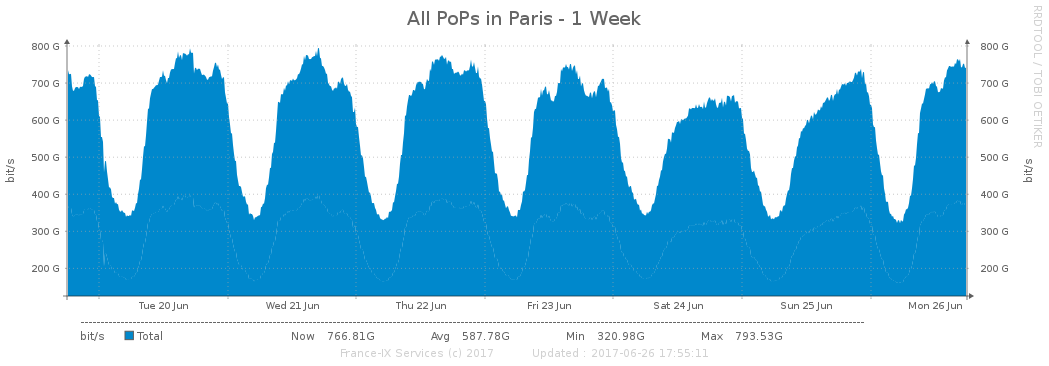 All PoPs in Paris - 1 Week
RRDTOOL / TOBI OETIKER
800 G 800 G
700 G 700 G
600 G 600 G
500 G 500 G
400 G 400 G
300 G 300 G
200 G 200 G
bit/s bit/s
Tue 20 Jun Wed 21 Jun Thu 22 Jun Fri 23 Jun Sat 24 Jun Sun 25 Jun Mon 26 Jun
bit/s Total Now 766.81G Avg 587.78G Min 320.98G Max 793.53G
France-IX Services (c) 2017 Updated : 2017-06-26 17:55:11